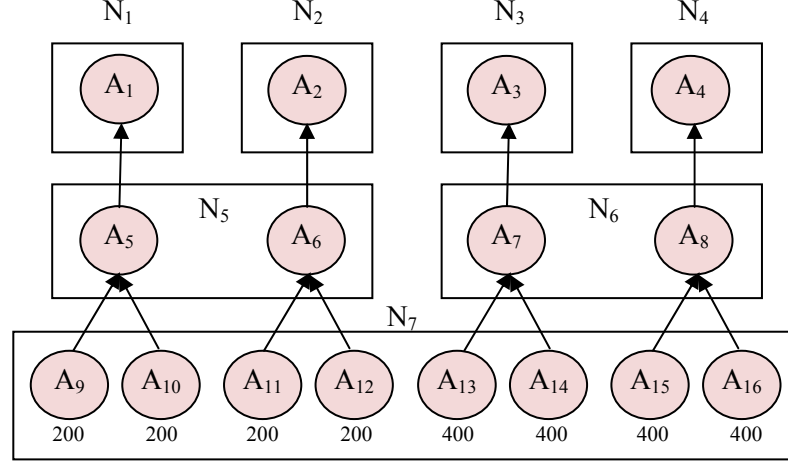 N₁ N₂ N₃ N₄
A₁ A₂ A₃ A₄
N₅ N₆
A₅ A₆ A₇ A₈
N₇
A₉ A₁₀ A₁₁ A₁₂ A₁₃ A₁₄ A₁₅ A₁₆
200 200 200 200 400 400 400 400